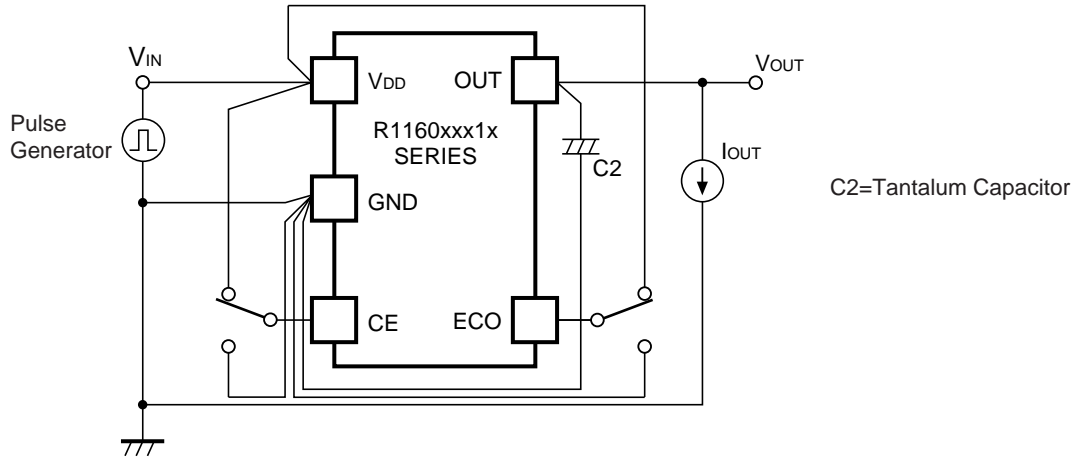 VIN
Pulse
Generator
VDD
OUT
VOUT
R1160xxx1x
SERIES
C2
IOUT
GND
C2=Tantalum Capacitor
CE
ECO